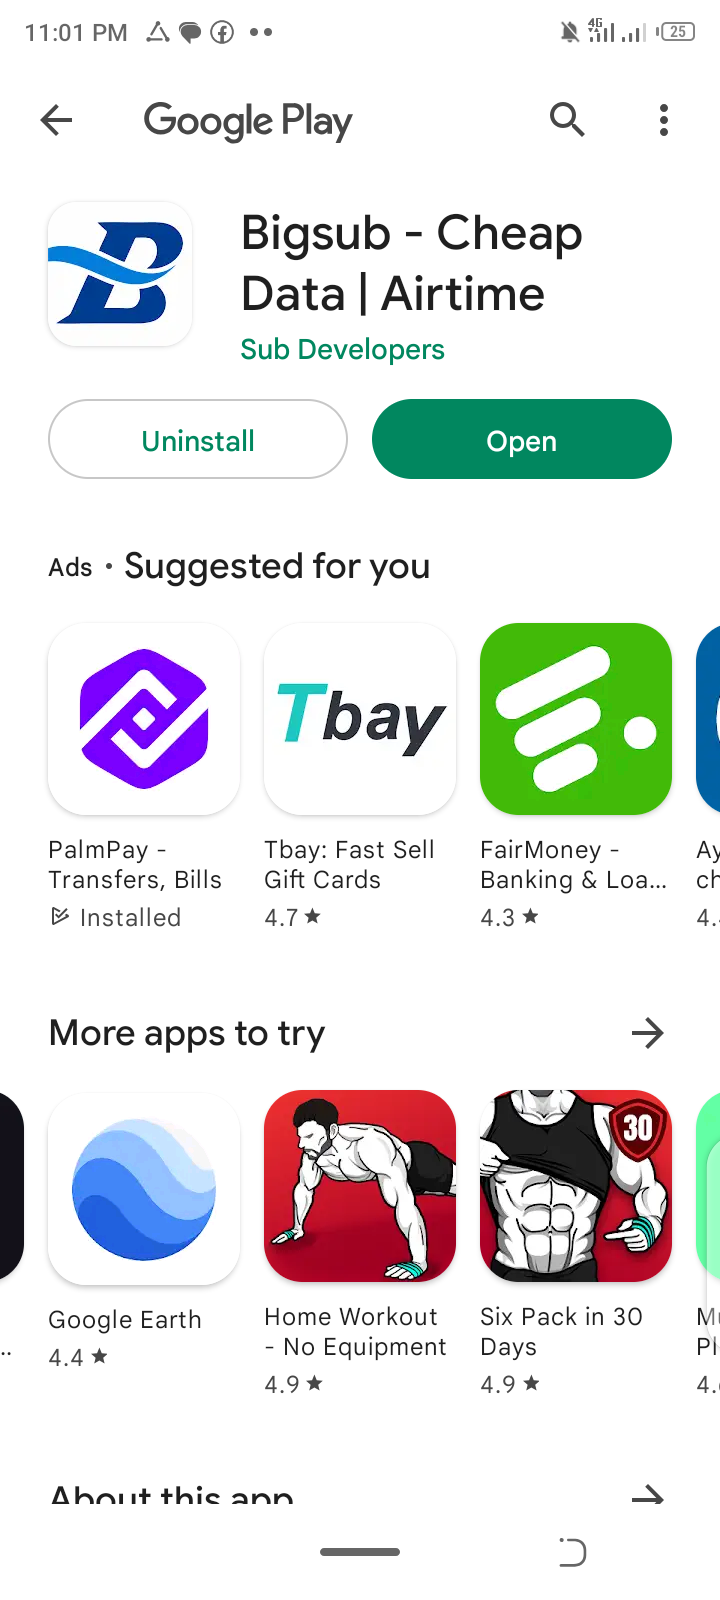 11:01 PM
4G
25
Google Play
Bigsub - Cheap
Data | Airtime
Sub Developers
Uninstall
Open
Ads • Suggested for you
Tbay
PalmPay -
Transfers, Bills
Installed
Tbay: Fast Sell
Gift Cards
4.7 ★
FairMoney -
Banking & Loa...
4.3 ★
Ay
ch
4.
More apps to try
30
..
Google Earth
4.4 ★
Home Workout
- No Equipment
4.9 ★
Six Pack in 30
Days
4.9 ★
Pl
4.
About this app